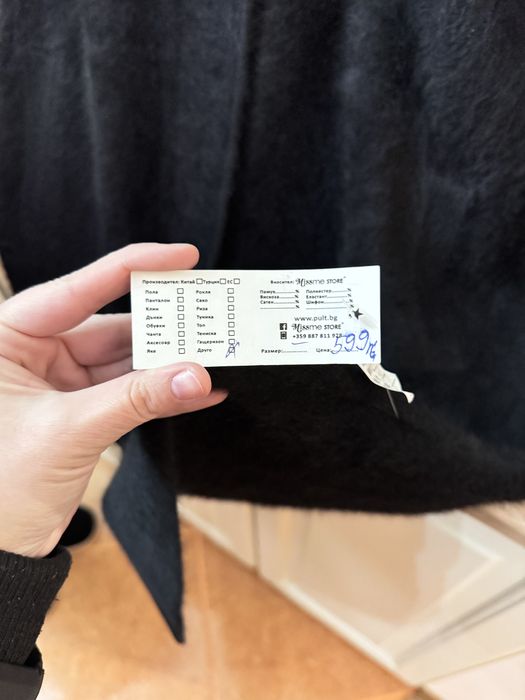 Производител: Китай Турция ЕС
Пола Рокля
Панталон Сако
Клин Риза
Дънки Туника
Обувки Топ
Чанта Тениска
Аксесоар Гащеризон
Яке Друго
Вносител: Missme STORE
Памук % Полиестер %
Вискоза % Еластант %
Сатен % Шифон %
www.pult.bg
Missme STORE
+359 887 811
Размер: Цена: 599